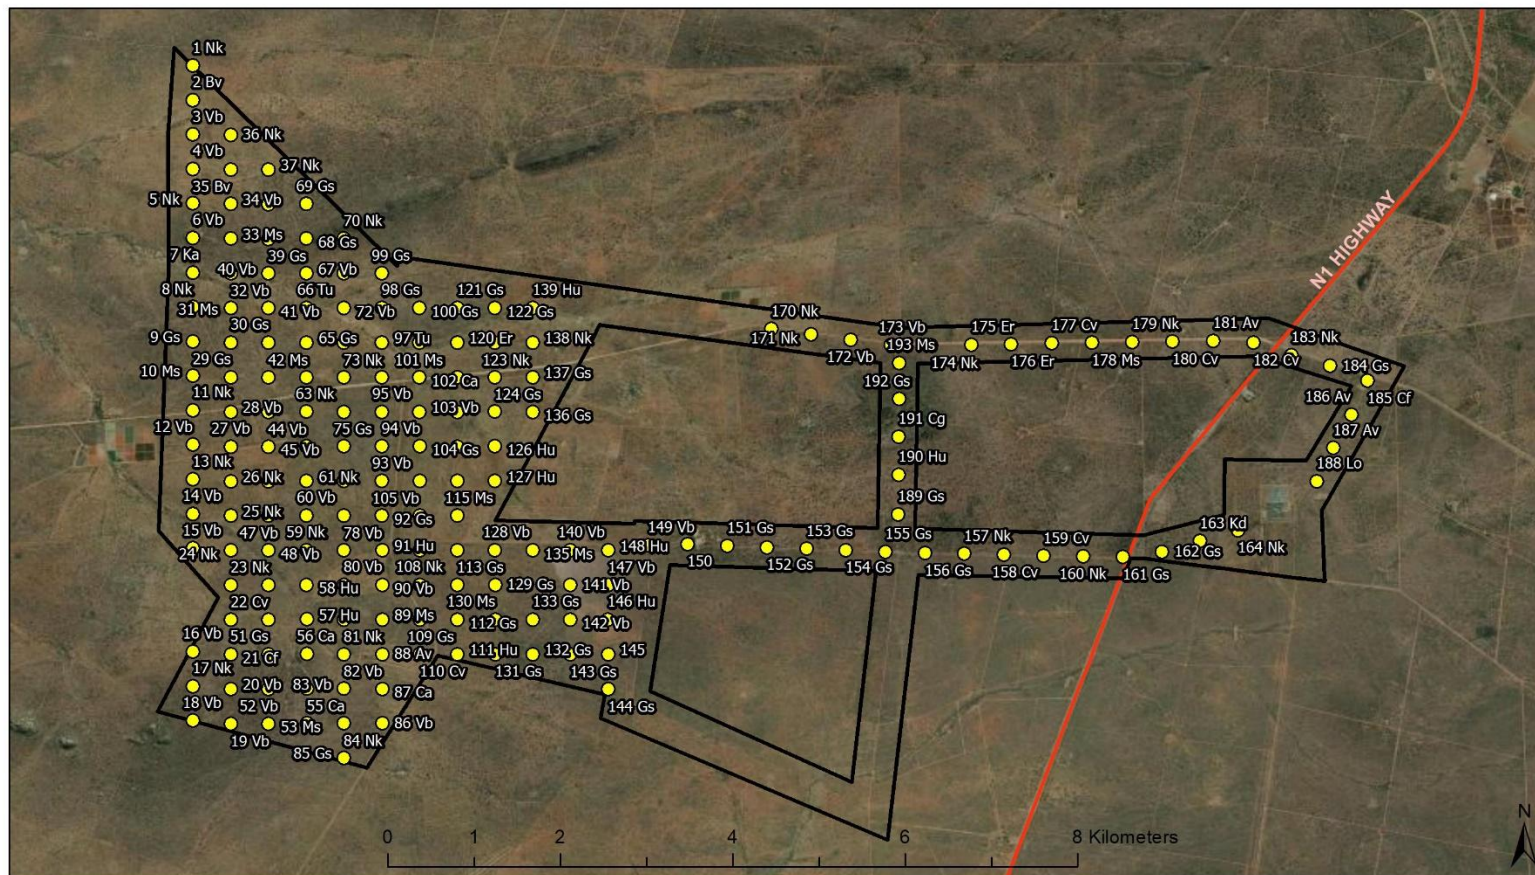 1 Nk
2 Bv
3 Vb
36 Nk
4 Vb
37 Nk
35 Bv
69 Gs
5 Nk
34 Vb
6 Vb
70 Nk
33 Ms
68 Gs
7 Ka
39 Gs
99 Gs
40 Vb
67 Vb
8 Nk
32 Vb
66 Tu
98 Gs
121 Gs
139 Hu
31 Ms
41 Vb
72 Vb
100 Gs
122 Gs
170 Nk
30 Gs
173 Vb
175 Er
177 Cv
179 Nk
181 Av
N1 HIGHWAY
9 Gs
65 Gs
97 Tu
120 Er
138 Nk
171 Nk
193 Ms
183 Nk
29 Gs
42 Ms
73 Nk
101 Ms
123 Nk
172 Vb
174 Nk
176 Er
178 Ms
180 Cv
182 Cv
10 Ms
102 Ca
137 Gs
192 Gs
184 Gs
11 Nk
63 Nk
95 Vb
124 Gs
186 Av
185 Cf
28 Vb
103 Vb
136 Gs
191 Cg
12 Vb
27 Vb
44 Vb
75 Gs
94 Vb
187 Av
45 Vb
104 Gs
126 Hu
13 Nk
93 Vb
190 Hu
188 Lo
26 Nk
61 Nk
127 Hu
14 Vb
60 Vb
105 Vb
115 Ms
189 Gs
25 Nk
92 Gs
15 Vb
47 Vb
59 Nk
78 Vb
128 Vb
140 Vb
149 Vb
151 Gs
153 Gs
155 Gs
157 Nk
159 Cv
163 Kd
24 Nk
48 Vb
91 Hu
135 Ms
148 Hu
150
152 Gs
154 Gs
156 Gs
158 Cv
160 Nk
161 Gs
162 Gs
164 Nk
23 Nk
80 Vb
108 Nk
113 Gs
147 Vb
58 Hu
90 Vb
129 Gs
141 Vb
22 Cv
130 Ms
133 Gs
146 Hu
57 Hu
89 Ms
112 Gs
142 Vb
16 Vb
51 Gs
56 Ca
81 Nk
109 Gs
21 Cf
88 Av
111 Hu
132 Gs
145
17 Nk
82 Vb
110 Cv
131 Gs
143 Gs
20 Vb
83 Vb
87 Ca
18 Vb
52 Vb
55 Ca
144 Gs
53 Ms
86 Vb
19 Vb
84 Nk
85 Gs
N
0 2 4 6 8 Kilometers